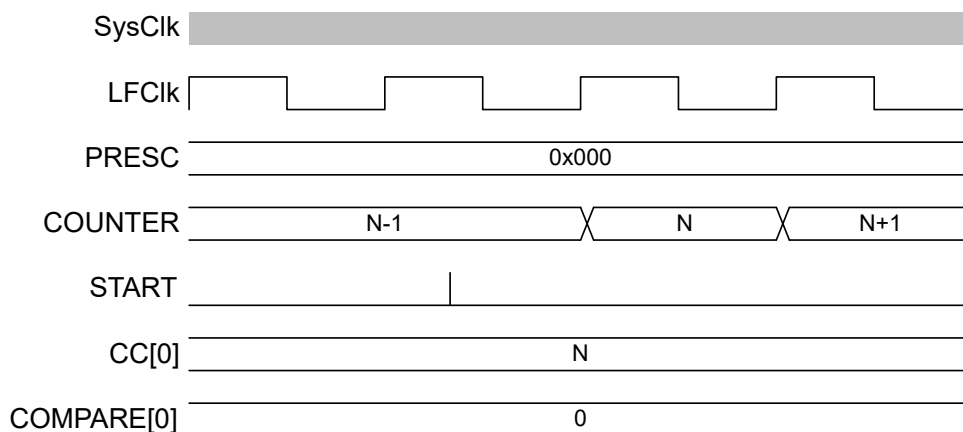 SysClk
LFClk
PRESC 0x000
COUNTER N-1 N N+1
START
CC[0] N
COMPARE[0] 0